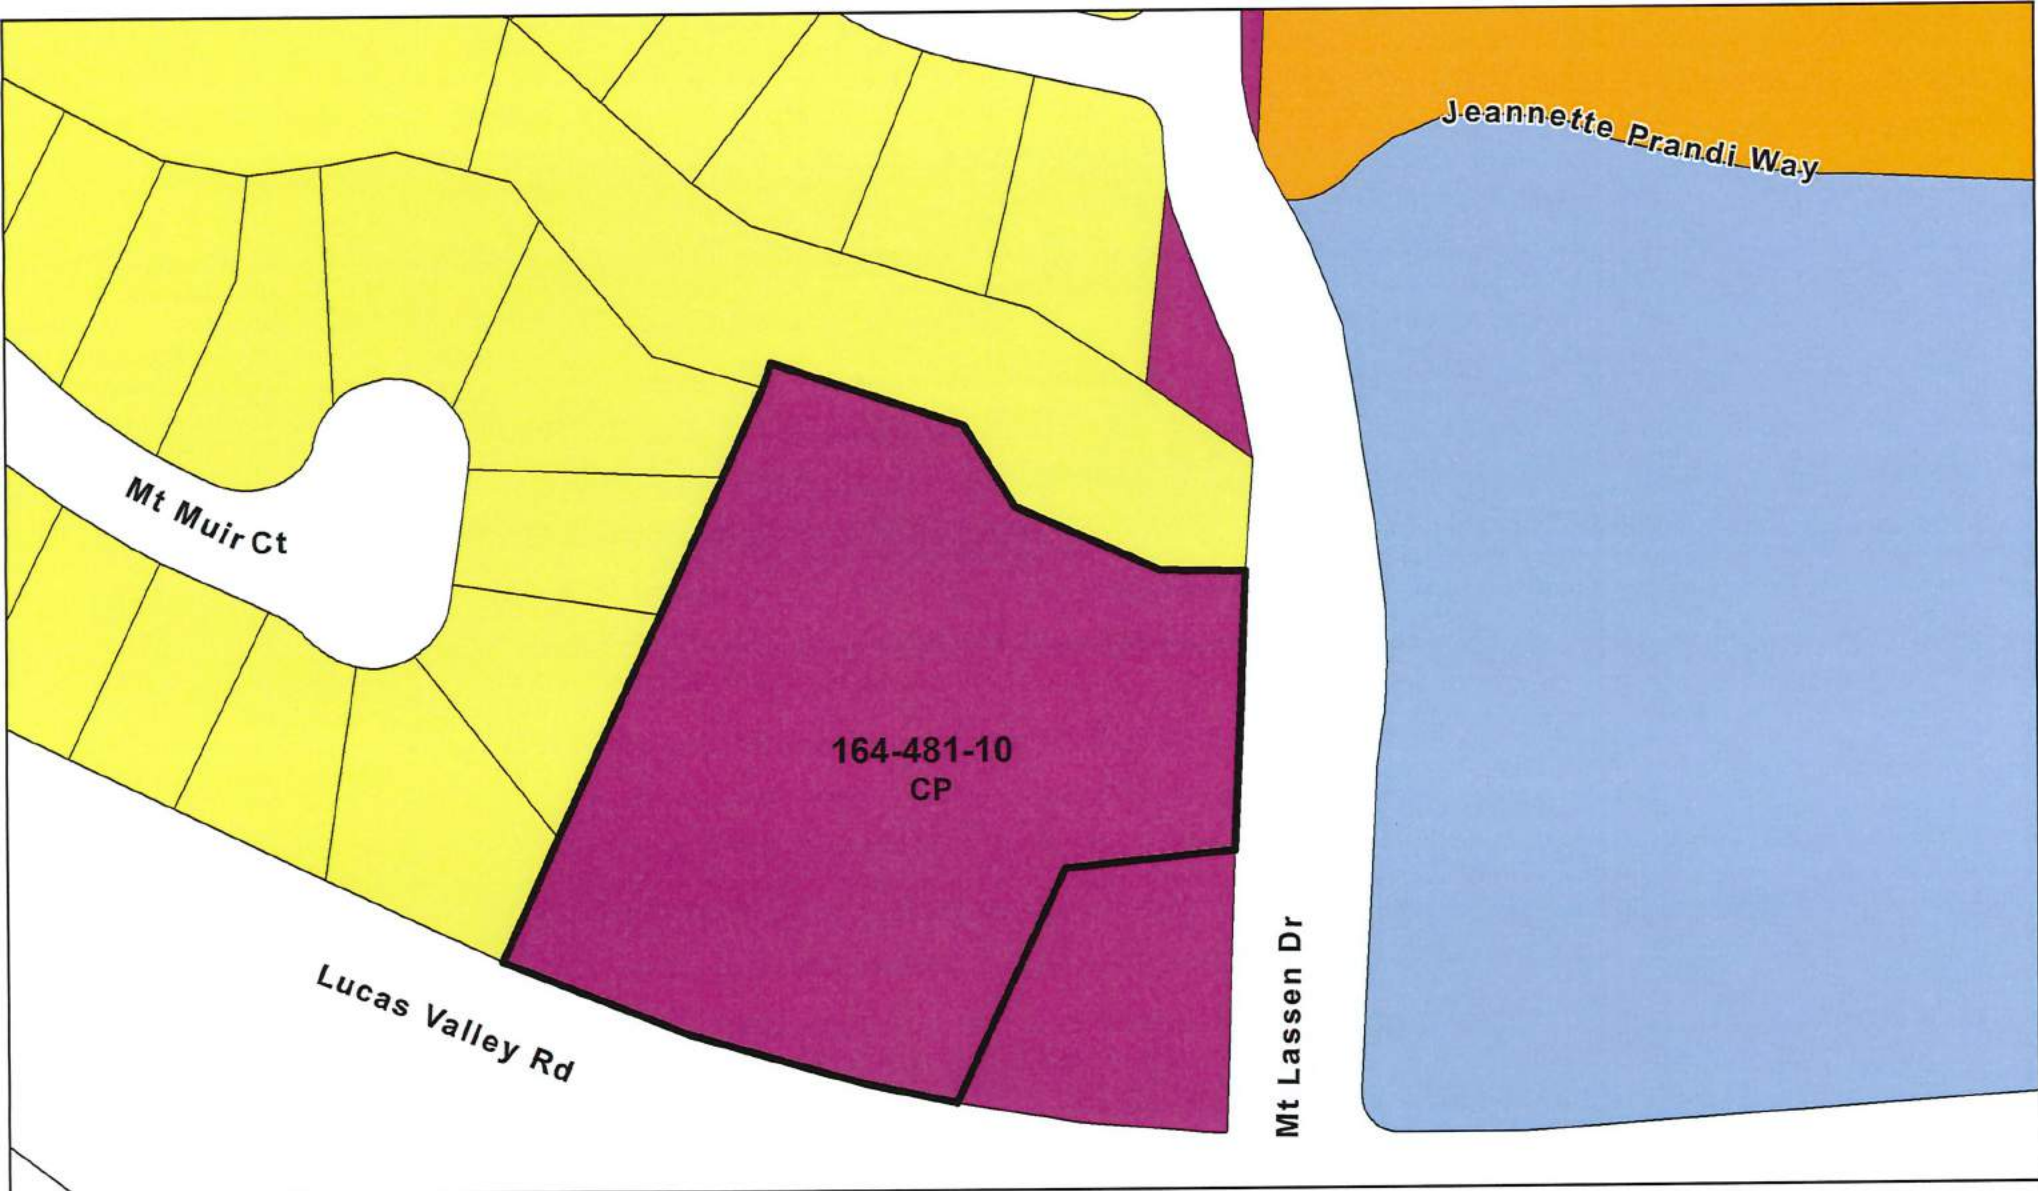 Jeannette Prandi Way
Mt Muir Ct
164-481-10
CP
Lucas Valley Rd
Mt Lassen Dr